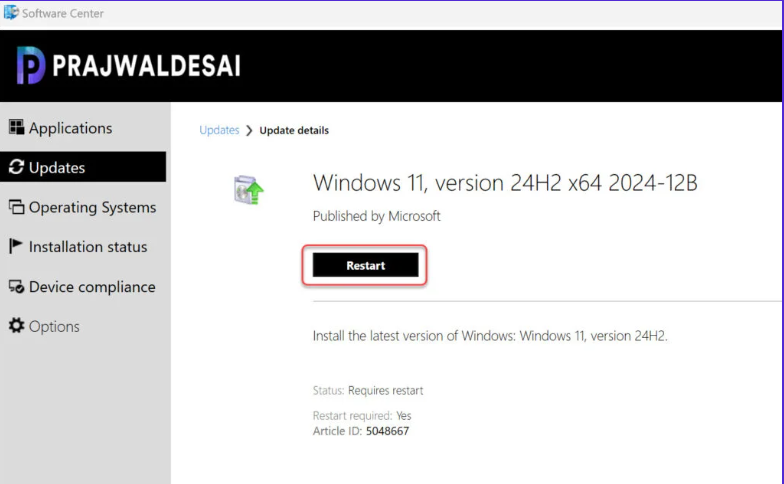 Software Center
PRAJWALDESAI
Applications
Updates
Operating Systems
Installation status
Device compliance
Options
Updates ❯ Update details
Windows 11, version 24H2 x64 2024-12B
Published by Microsoft
Restart
Install the latest version of Windows: Windows 11, version 24H2.
Status: Requires restart
Restart required: Yes
Article ID: 5048667